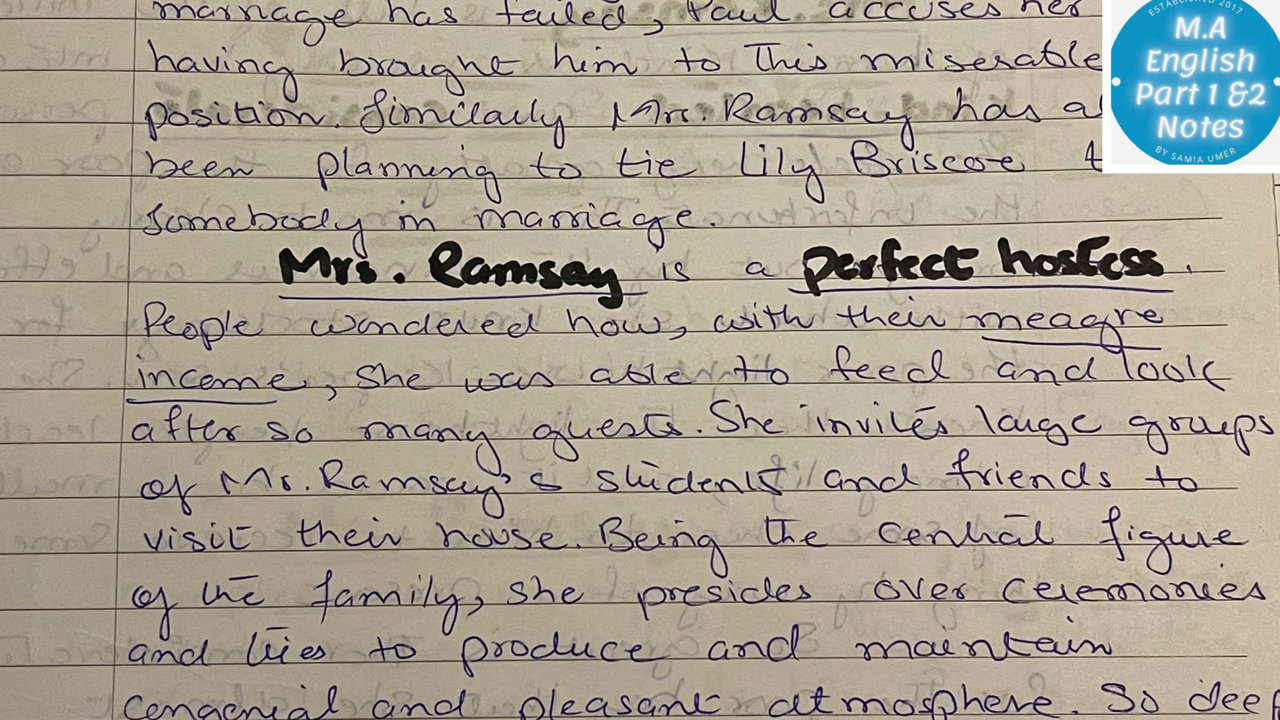 marriage has failed, Paul accuses her
having brought him to this miserable
position. Similarly Mrs. Ramsay has al
been planning to tie Lily Briscoe t
somebody in marriage.
Mrs. Ramsay is a perfect hostess.
People wondered how, with their meagre
income, she was able to feed and look
after so many guests. She invites large groups
of Mr. Ramsay's students and friends to
visit their house. Being the central figure
of the family, she presides over ceremonies
and tries to produce and maintain
congenial and pleasant atmosphere. So deep
ESTABLISHED 2017
M.A
English
Part 1 &2
Notes
BY SAMIA UMER